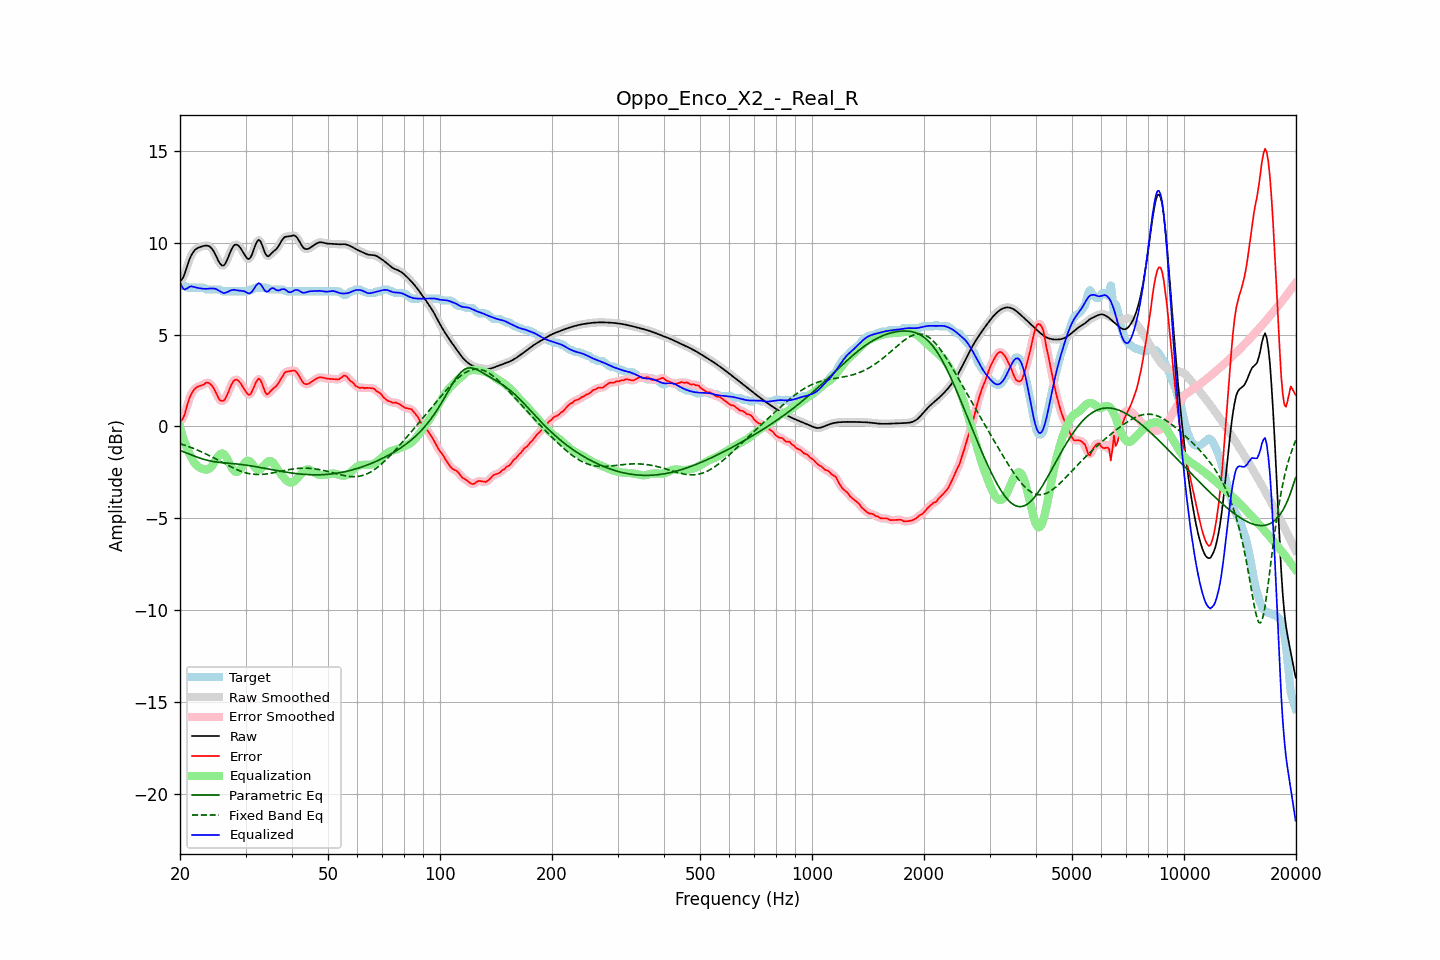 Oppo_Enco_X2_-_Real_R
Amplitude (dBr)
15
10
5
0
−5
−10
−15
−20
Target
Raw Smoothed
Error Smoothed
Raw
Error
Equalization
Parametric Eq
Fixed Band Eq
Equalized
20 50 100 200 500 1000 2000 5000 10000 20000
Frequency (Hz)